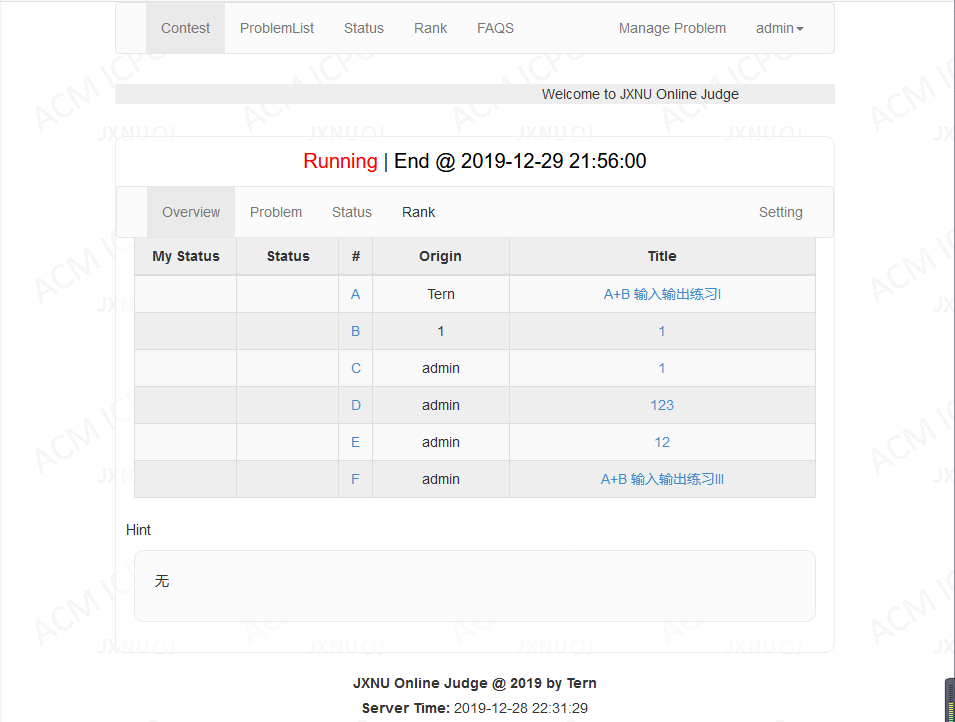 Contest ProblemList Status Rank FAQS Manage Problem admin
Welcome to JXNU Online Judge
Running | End @ 2019-12-29 21:56:00
Overview Problem Status Rank Setting
My Status Status # Origin Title
A Tern A+B 输入输出练习I
B 1 1
C admin 1
D admin 123
E admin 12
F admin A+B 输入输出练习III
Hint
无
JXNU Online Judge @ 2019 by Tern
Server Time: 2019-12-28 22:31:29
ACM ICPC
JXNUOJ